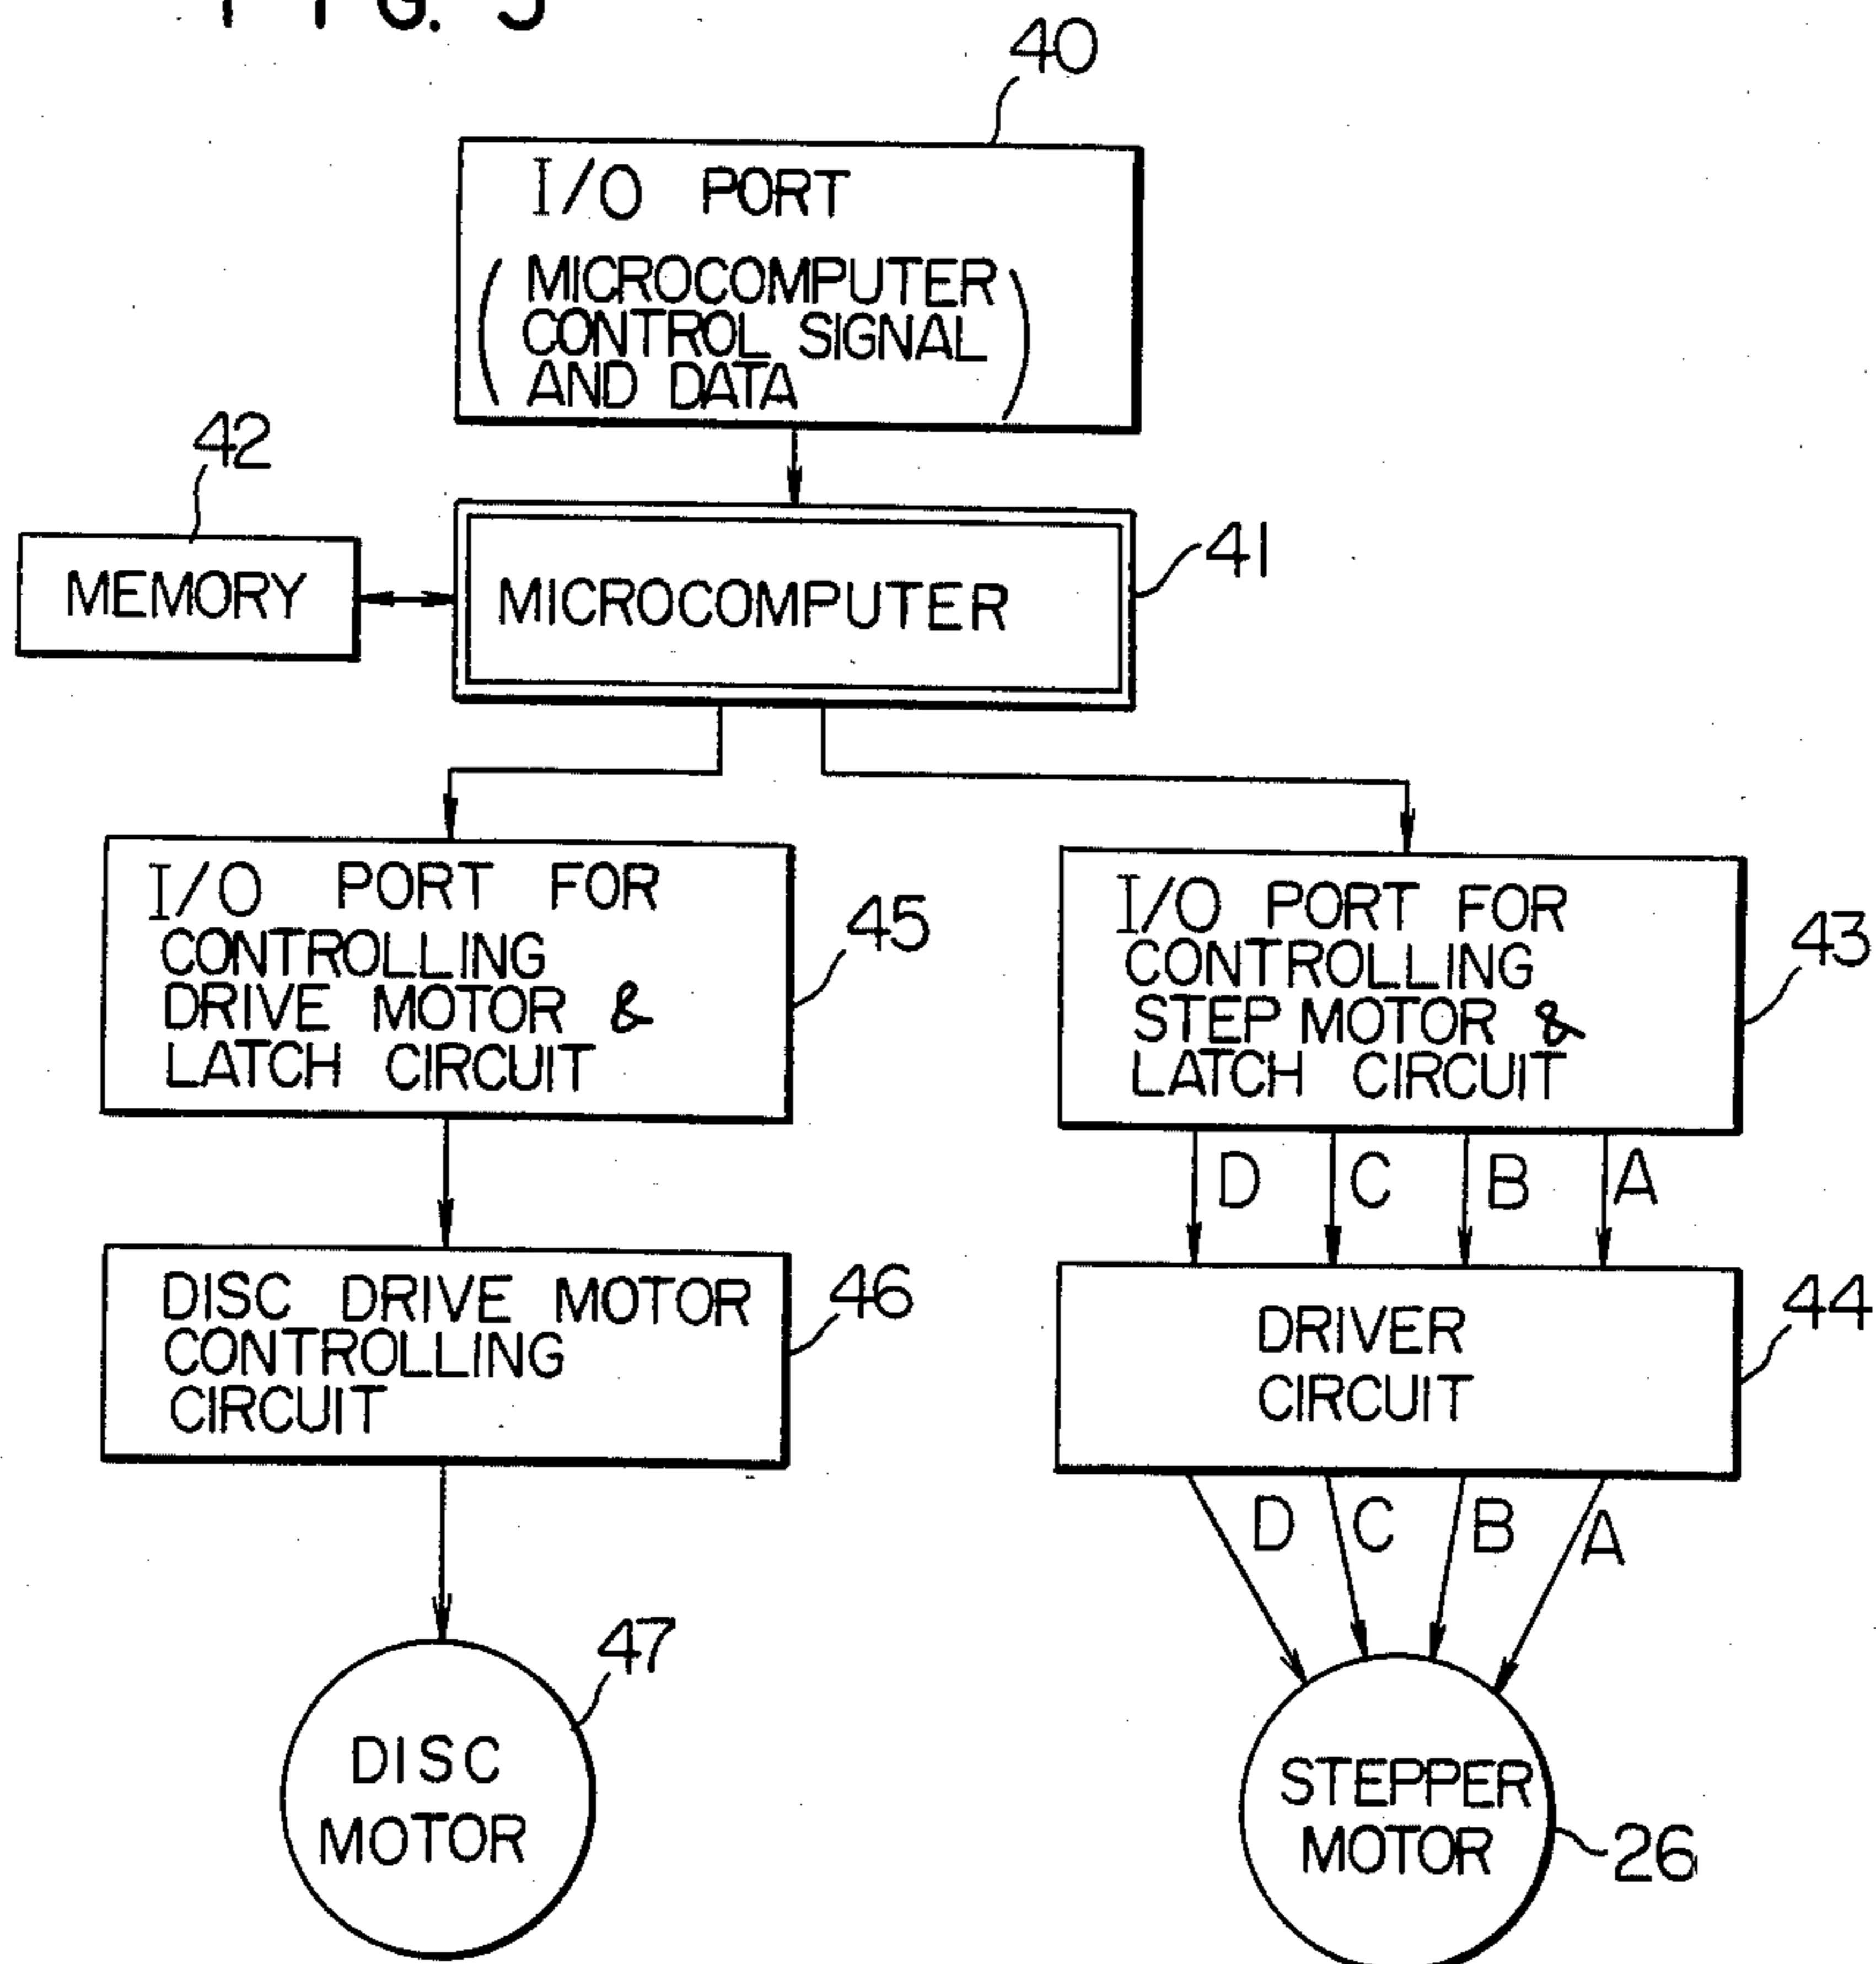 FIG. 5
40
I/O PORT
(MICROCOMPUTER
CONTROL SIGNAL
AND DATA)
42
MEMORY
MICROCOMPUTER
41
I/O PORT FOR
CONTROLLING
DRIVE MOTOR &
LATCH CIRCUIT
45
I/O PORT FOR
CONTROLLING
STEP MOTOR &
LATCH CIRCUIT
43
D C B A
DISC DRIVE MOTOR
CONTROLLING
CIRCUIT
46
DRIVER
CIRCUIT
44
D C B A
47
DISC
MOTOR
STEPPER
MOTOR
26